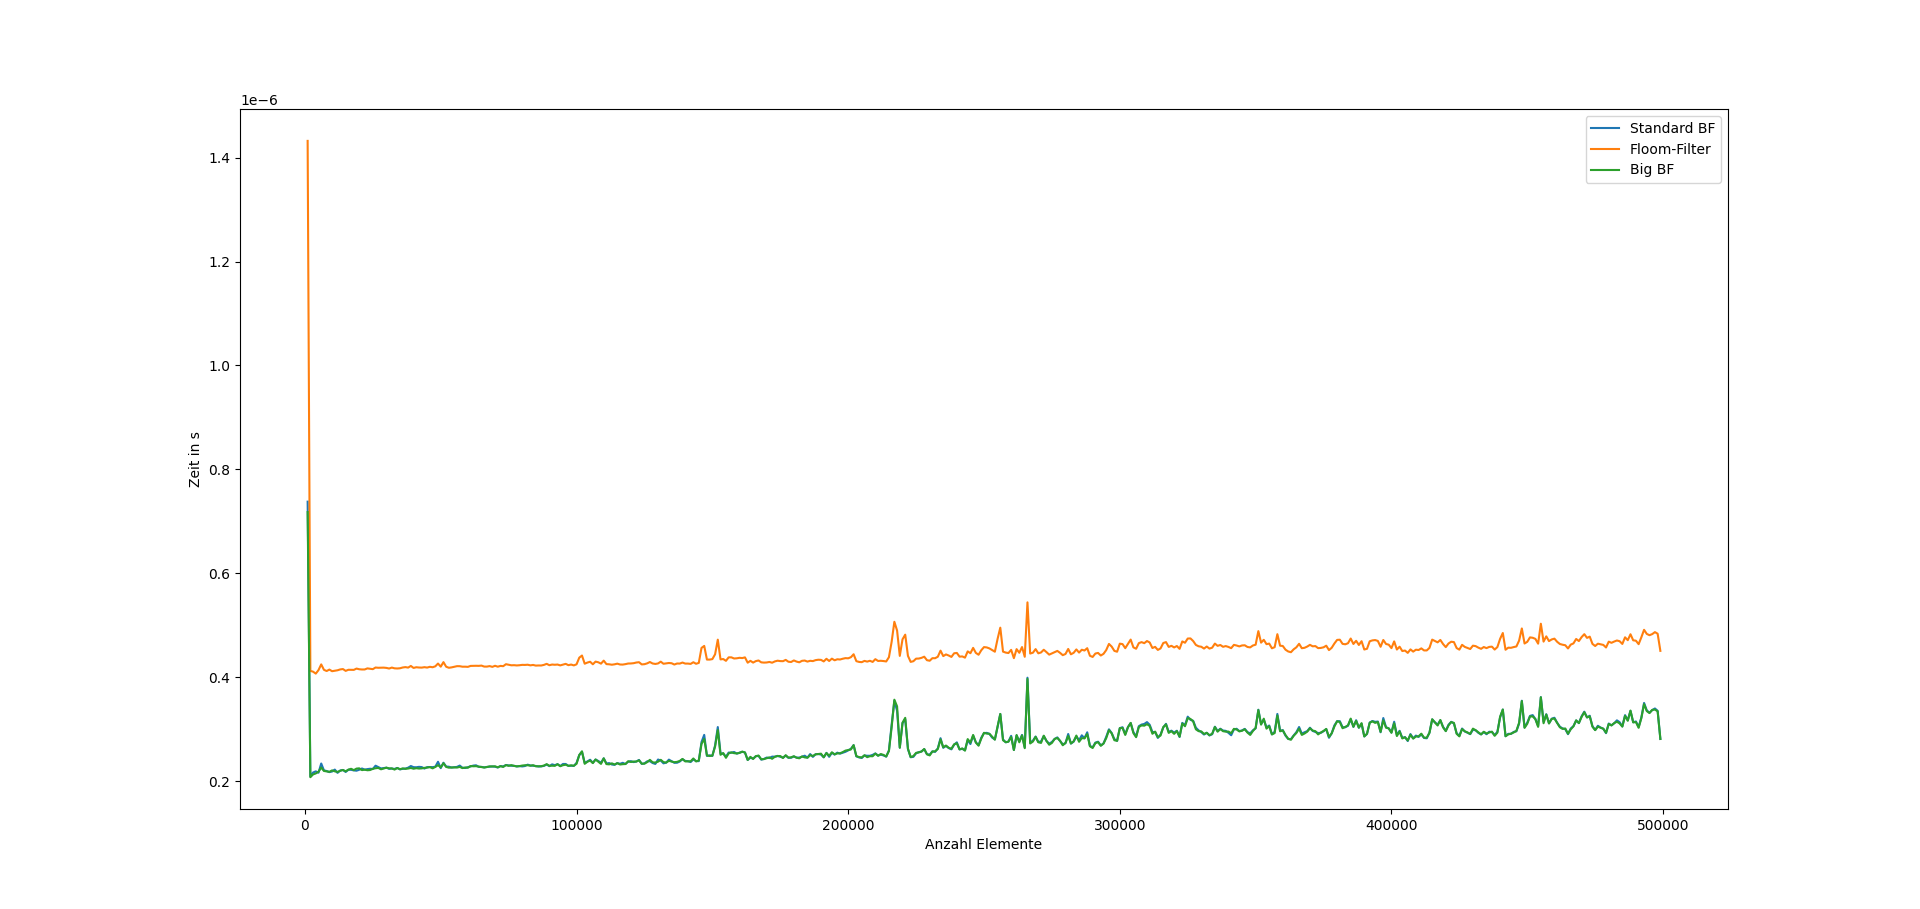 1e−6
1.4
1.2
1.0
0.8
0.6
0.4
0.2
Zeit in s
0
100000
200000
300000
400000
500000
Anzahl Elemente
Standard BF
Floom-Filter
Big BF